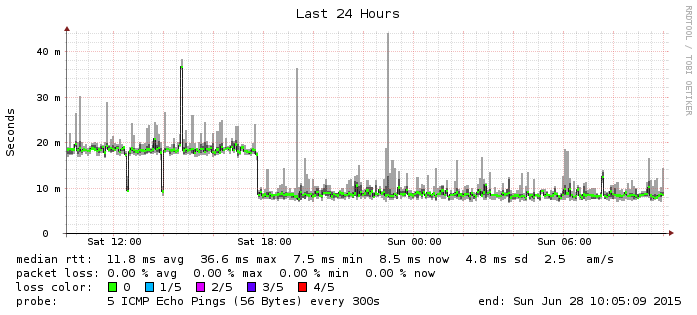 Last 24 Hours
RRDTOOL / TOBI OETIKER
Seconds
40 m
30 m
20 m
10 m
0
Sat 12:00 Sat 18:00 Sun 00:00 Sun 06:00
median rtt: 11.8 ms avg 36.6 ms max 7.5 ms min 8.5 ms now 4.8 ms sd 2.5 am/s
packet loss: 0.00 % avg 0.00 % max 0.00 % min 0.00 % now
loss color: 0 1/5 2/5 3/5 4/5
probe: 5 ICMP Echo Pings (56 Bytes) every 300s end: Sun Jun 28 10:05:09 2015